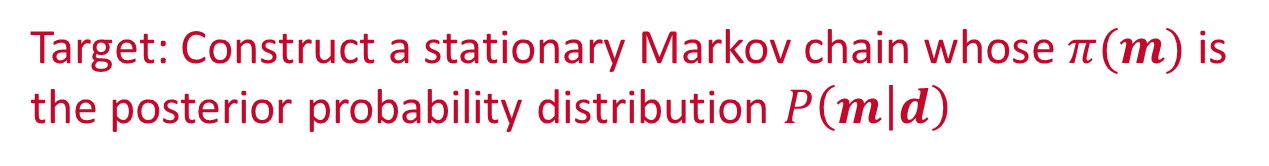 Target: Construct a stationary Markov chain whose π(m) is
the posterior probability distribution P(m|d)